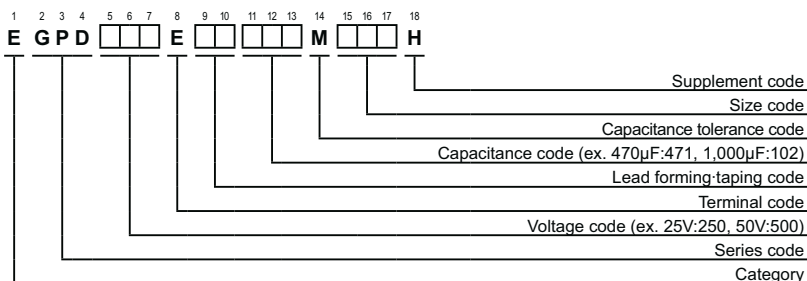 1 2 3 4 5 6 7 8 9 10 11 12 13 14 15 16 17 18
E GPD E M H
Supplement code
Size code
Capacitance tolerance code
Capacitance code (ex. 470µF:471, 1,000µF:102)
Lead forming·taping code
Terminal code
Voltage code (ex. 25V:250, 50V:500)
Series code
Category